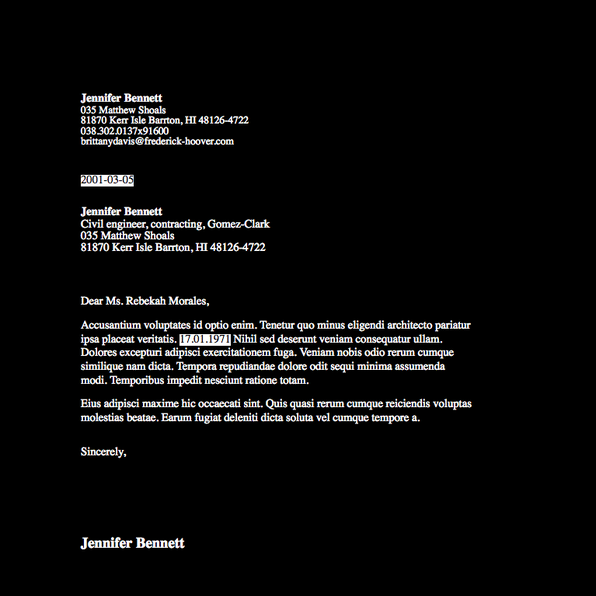 Jennifer Bennett
035 Matthew Shoals
81870 Kerr Isle Barrton, HI 48126-4722
038.302.0137x91600
brittanydavis@frederick-hoover.com
2001-03-05
Jennifer Bennett
Civil engineer, contracting, Gomez-Clark
035 Matthew Shoals
81870 Kerr Isle Barrton, HI 48126-4722
Dear Ms. Rebekah Morales,
Accusantium voluptates id optio enim. Tenetur quo minus eligendi architecto pariatur
ipsa placeat veritatis. 17.01.1971 Nihil sed deserunt veniam consequatur ullam.
Dolores excepturi adipisci exercitationem fuga. Veniam nobis odio rerum cumque
similique nam dicta. Tempora repudiandae dolore odit sequi minima assumenda
modi. Temporibus impedit nesciunt ratione totam.
Eius adipisci maxime hic occaecati sint. Quis quasi rerum cumque reiciendis voluptas
molestias beatae. Earum fugiat deleniti dicta soluta vel cumque tempore a.
Sincerely,
Jennifer Bennett